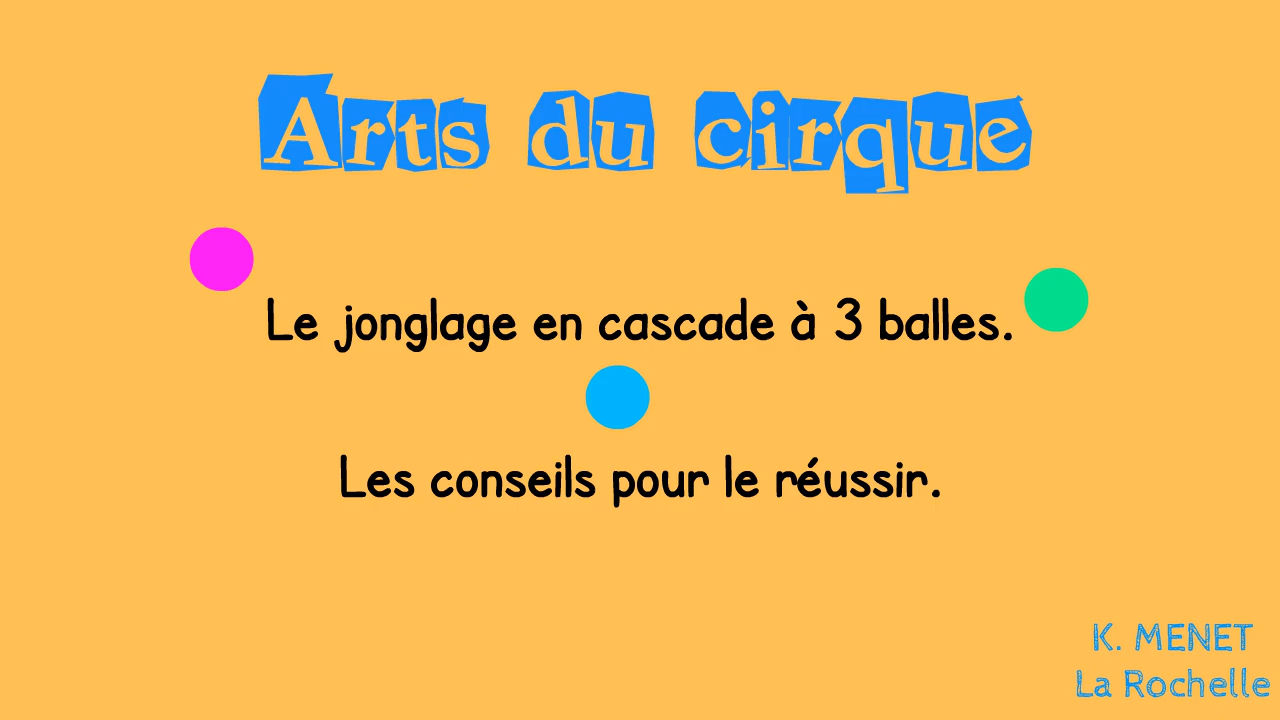 Arts du cirque
Le jonglage en cascade à 3 balles.
Les conseils pour le réussir.
K. MENET
La Rochelle